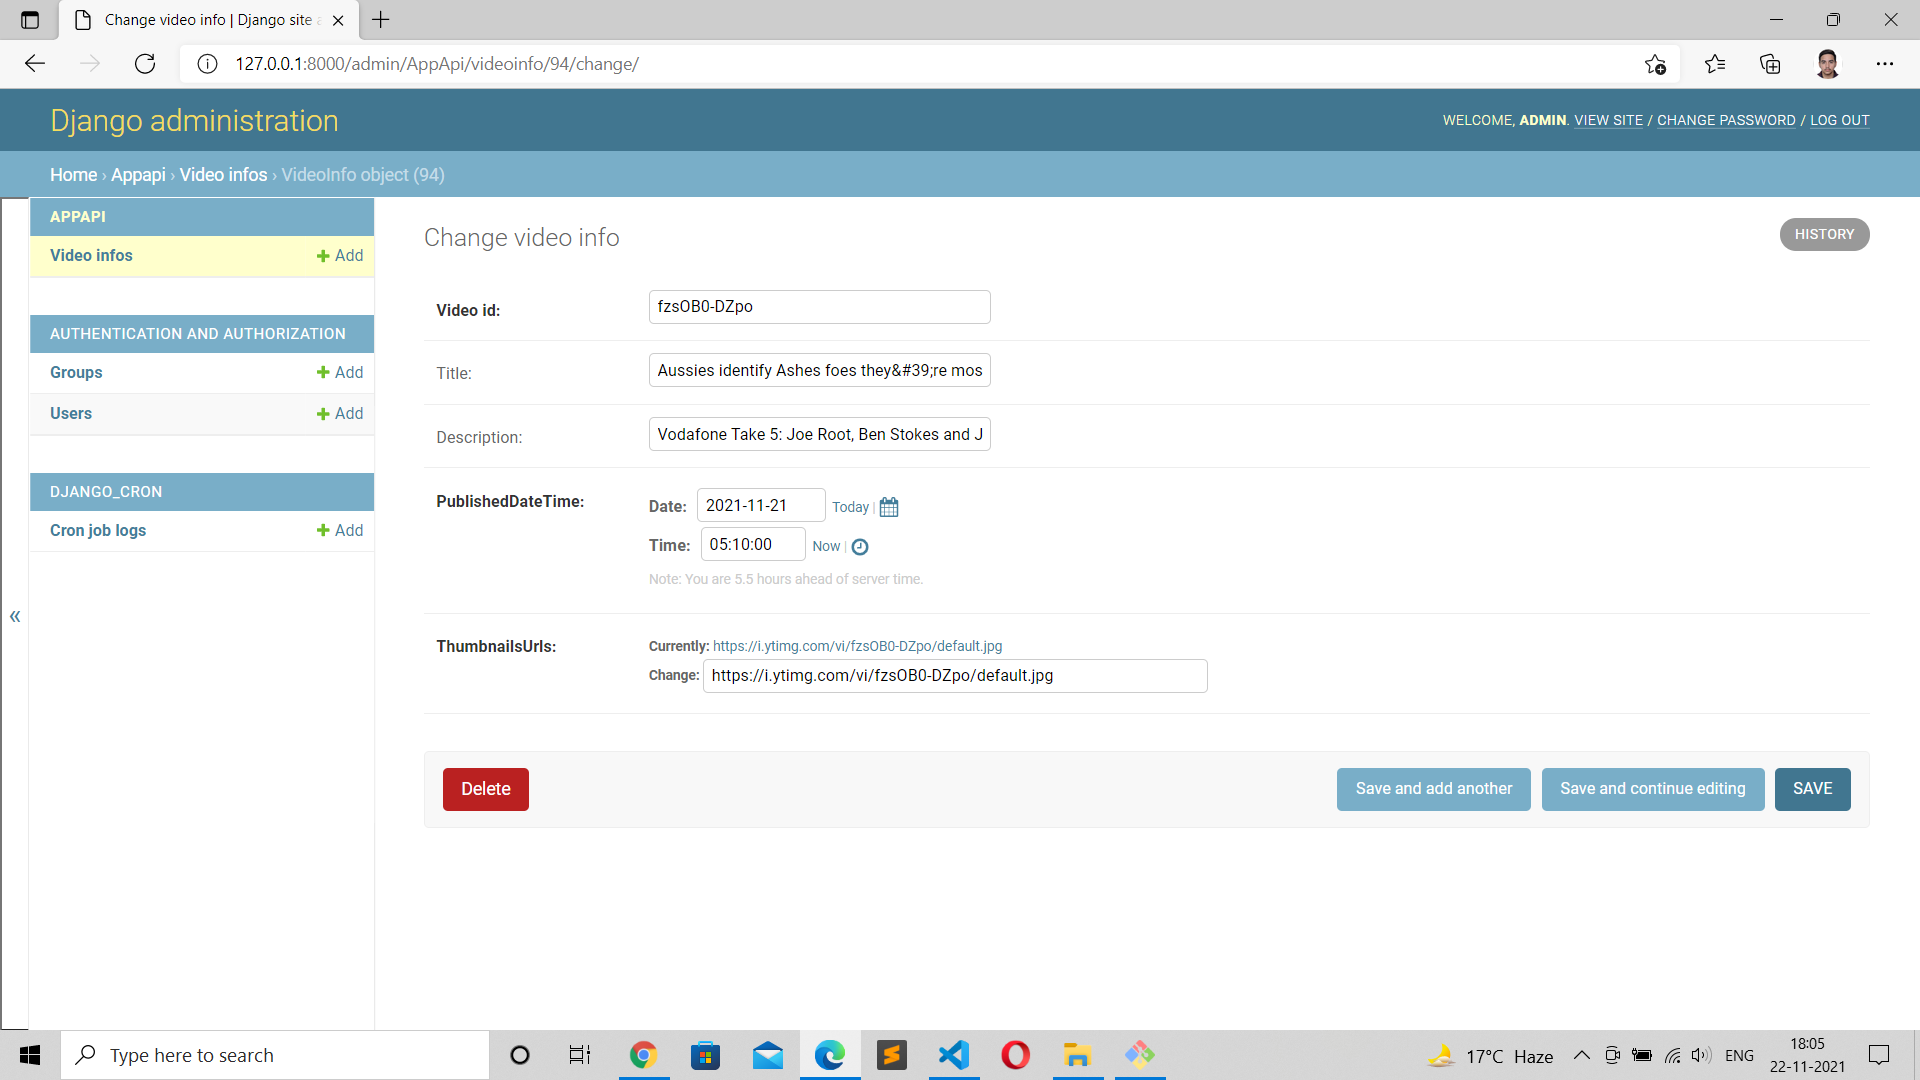 Change video info | Django site a
127.0.0.1:8000/admin/AppApi/videoinfo/94/change/
Django administration
WELCOME, ADMIN. VIEW SITE / CHANGE PASSWORD / LOG OUT
Home › Appapi › Video infos › VideoInfo object (94)
APPAPI
Video infos
Add
AUTHENTICATION AND AUTHORIZATION
Groups
Add
Users
Add
DJANGO_CRON
Cron job logs
Add
«
Change video info
HISTORY
Video id:
fzsOB0-DZpo
Title:
Aussies identify Ashes foes they&#39;re mos
Description:
Vodafone Take 5: Joe Root, Ben Stokes and J
PublishedDateTime:
Date: 2021-11-21 Today |
Time: 05:10:00 Now |
Note: You are 5.5 hours ahead of server time.
ThumbnailsUrls:
Currently: https://i.ytimg.com/vi/fzsOB0-DZpo/default.jpg
Change: https://i.ytimg.com/vi/fzsOB0-DZpo/default.jpg
Delete
Save and add another
Save and continue editing
SAVE
Type here to search
17°C Haze
ENG
18:05
22-11-2021